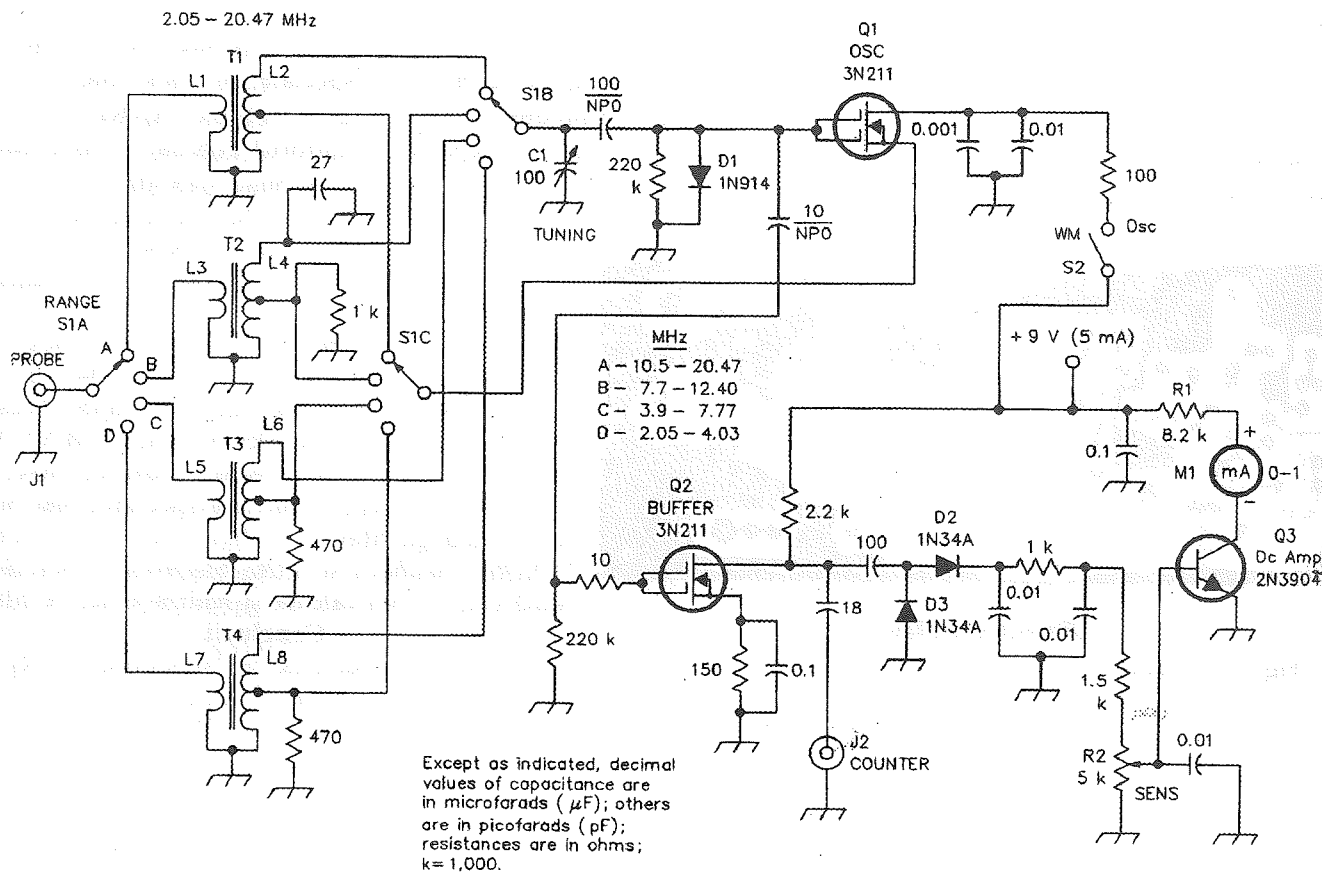 2.05 – 20.47 MHz
T1
L1
L2
S1B
100
NP0
C1
100
TUNING
220
k
D1
1N914
10
NP0
Q1
OSC
3N211
0.001
0.01
100
WM
Osc
S2
27
T2
L3
L4
1 k
RANGE
S1A
PROBE
J1
A
B
C
D
S1C
MHz
A – 10.5 – 20.47
B – 7.7 – 12.40
C – 3.9 – 7.77
D – 2.05 – 4.03
+ 9 V (5 mA)
R1
8.2 k
0.1
+
M1
mA
0–1
–
T3
L5
L6
470
Q2
BUFFER
3N211
10
220 k
150
0.1
2.2 k
100
D2
1N34A
D3
1N34A
18
1 k
0.01
0.01
Q3
Dc Amp
2N3904
1.5
k
R2
5 k
SENS
0.01
J2
COUNTER
T4
L7
L8
470
Except as indicated, decimal
values of capacitance are
in microfarads ( µF); others
are in picofarads ( pF);
resistances are in ohms;
k= 1,000.